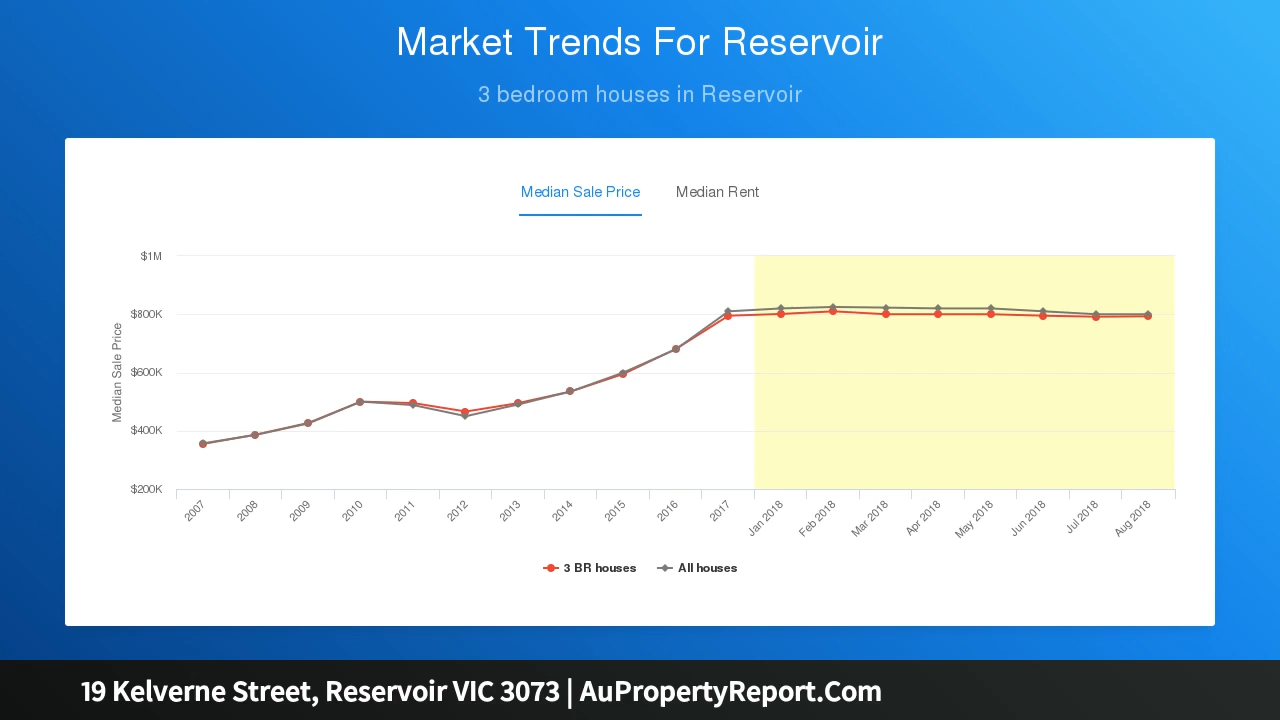 Market Trends For Reservoir
3 bedroom houses in Reservoir
Median Sale Price Median Rent
Median Sale Price
$1M
$800K
$600K
$400K
$200K
2007 2008 2009 2010 2011 2012 2013 2014 2015 2016 2017 Jan 2018 Feb 2018 Mar 2018 Apr 2018 May 2018 Jun 2018 Jul 2018 Aug 2018
3 BR houses All houses
19 Kelverne Street, Reservoir VIC 3073 | AuPropertyReport.Com